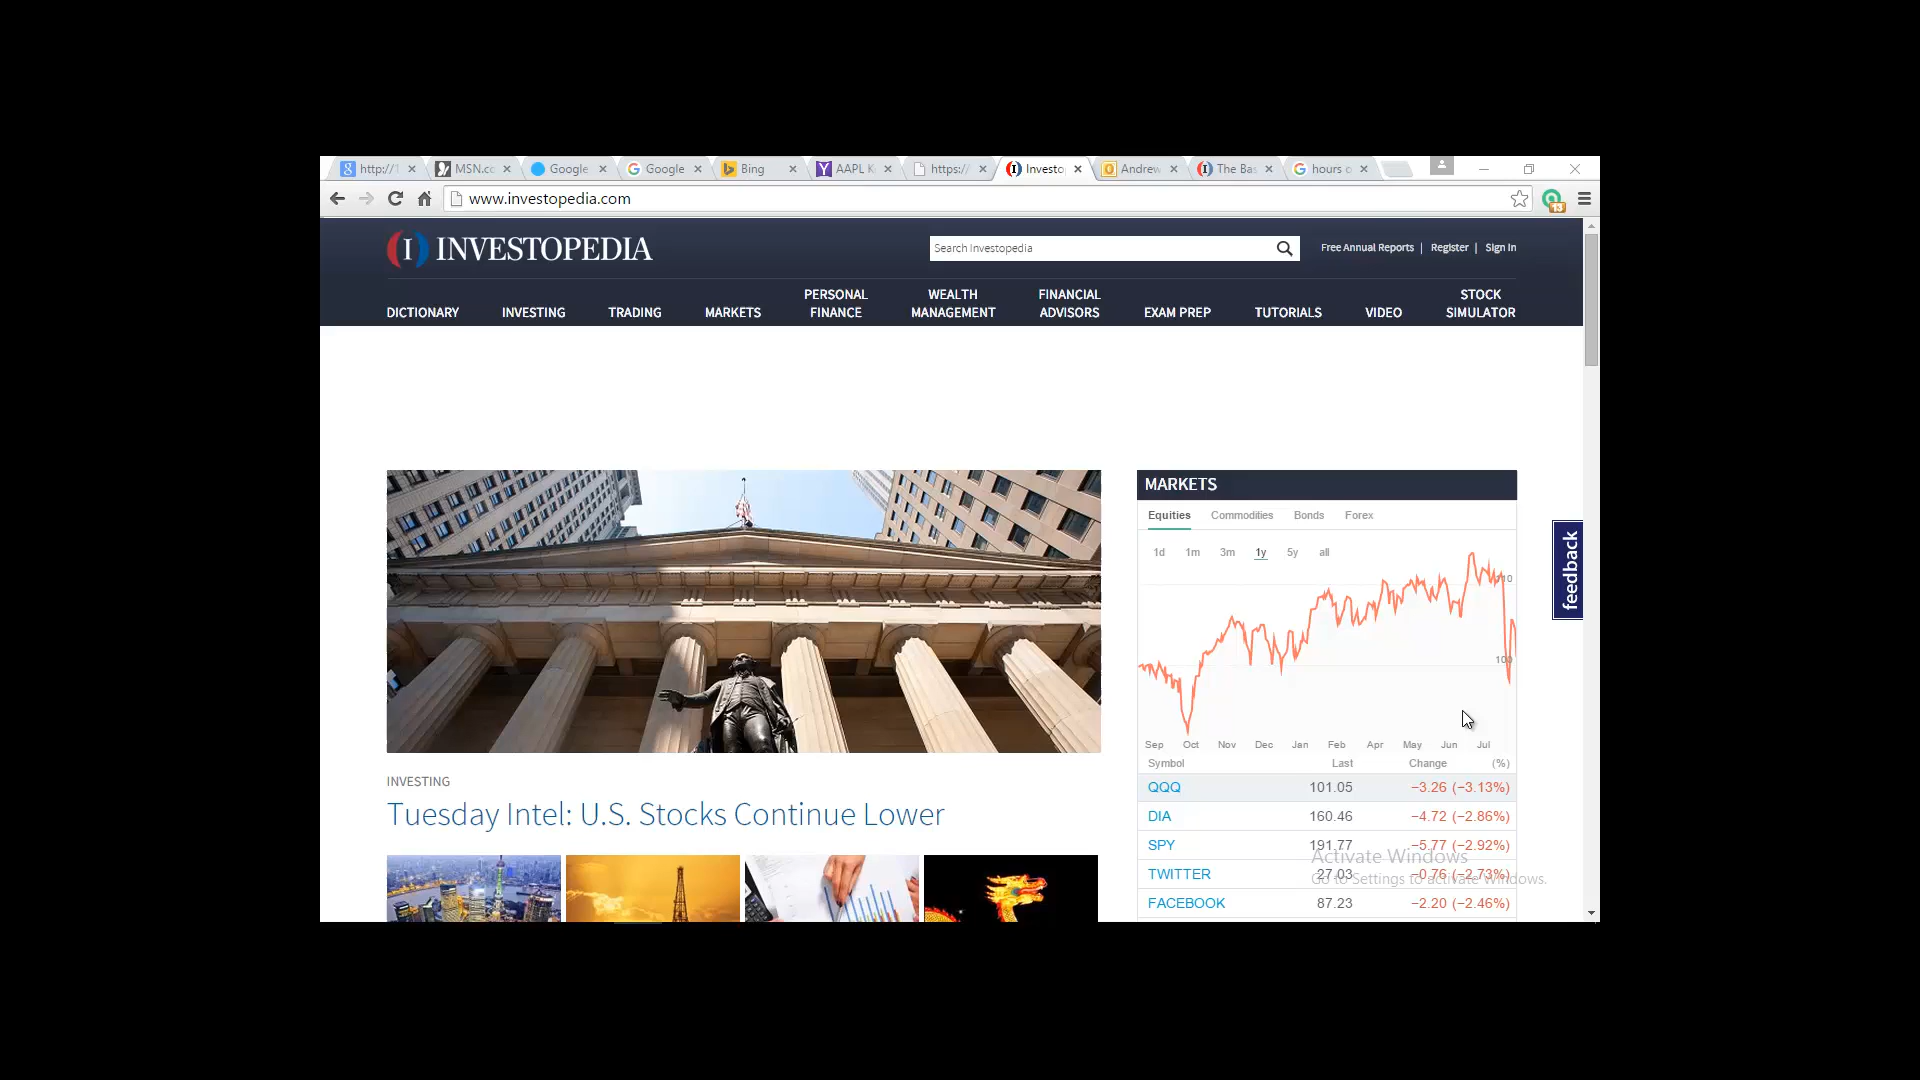 http://1
MSN.co
Google
Google
Bing
AAPL K
https://
Investo
Andrew
The Bas
hours o
www.investopedia.com
INVESTOPEDIA
Search Investopedia
Free Annual Reports | Register | Sign In
DICTIONARY INVESTING TRADING MARKETS PERSONAL FINANCE WEALTH MANAGEMENT FINANCIAL ADVISORS EXAM PREP TUTORIALS VIDEO STOCK SIMULATOR
MARKETS
Equities Commodities Bonds Forex
1d 1m 3m 1y 5y all
110
100
Sep Oct Nov Dec Jan Feb Apr May Jun Jul
Symbol Last Change (%)
QQQ 101.05 −3.26 (−3.13%)
DIA 160.46 −4.72 (−2.86%)
SPY 191.77 −5.77 (−2.92%)
TWITTER 27.03 −0.76 (−2.73%)
FACEBOOK 87.23 −2.20 (−2.46%)
feedback
INVESTING
Tuesday Intel: U.S. Stocks Continue Lower
Activate Windows
Go to Settings to activate Windows.